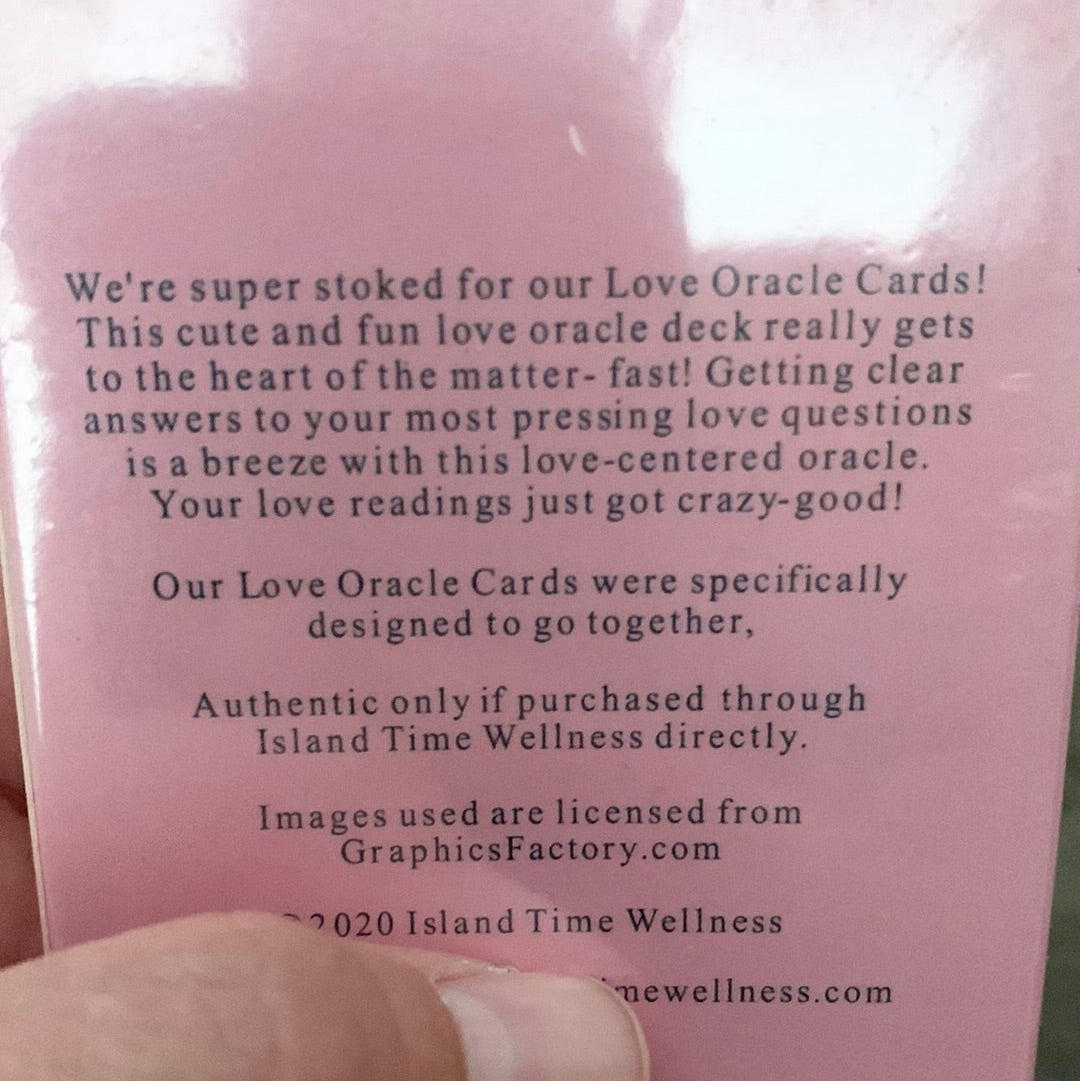 We're super stoked for our Love Oracle Cards!
This cute and fun love oracle deck really gets
to the heart of the matter- fast! Getting clear
answers to your most pressing love questions
is a breeze with this love-centered oracle.
Your love readings just got crazy-good!
Our Love Oracle Cards were specifically
designed to go together,
Authentic only if purchased through
Island Time Wellness directly.
Images used are licensed from
GraphicsFactory.com
©2020 Island Time Wellness
mewellness.com